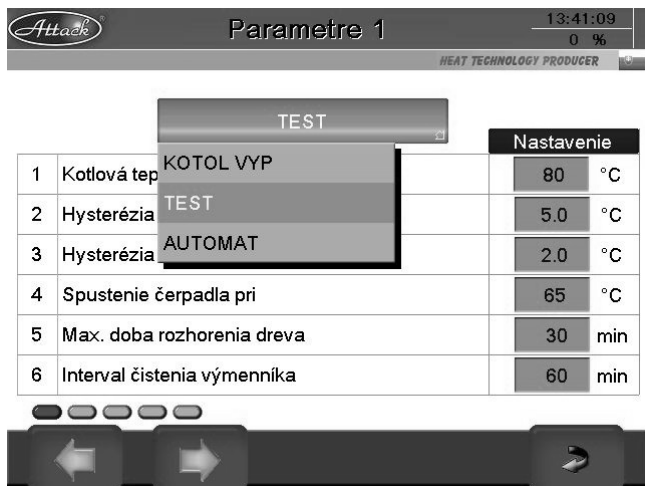 Attack
Parametre 1
13:41:09
0 %
HEAT TECHNOLOGY PRODUCER
TEST
Nastavenie
KOTOL VYP
TEST
AUTOMAT
1 Kotlová tep 80 °C
2 Hysterézia 5.0 °C
3 Hysterézia 2.0 °C
4 Spustenie čerpadla pri 65 °C
5 Max. doba rozhorenia dreva 30 min
6 Interval čistenia výmenníka 60 min